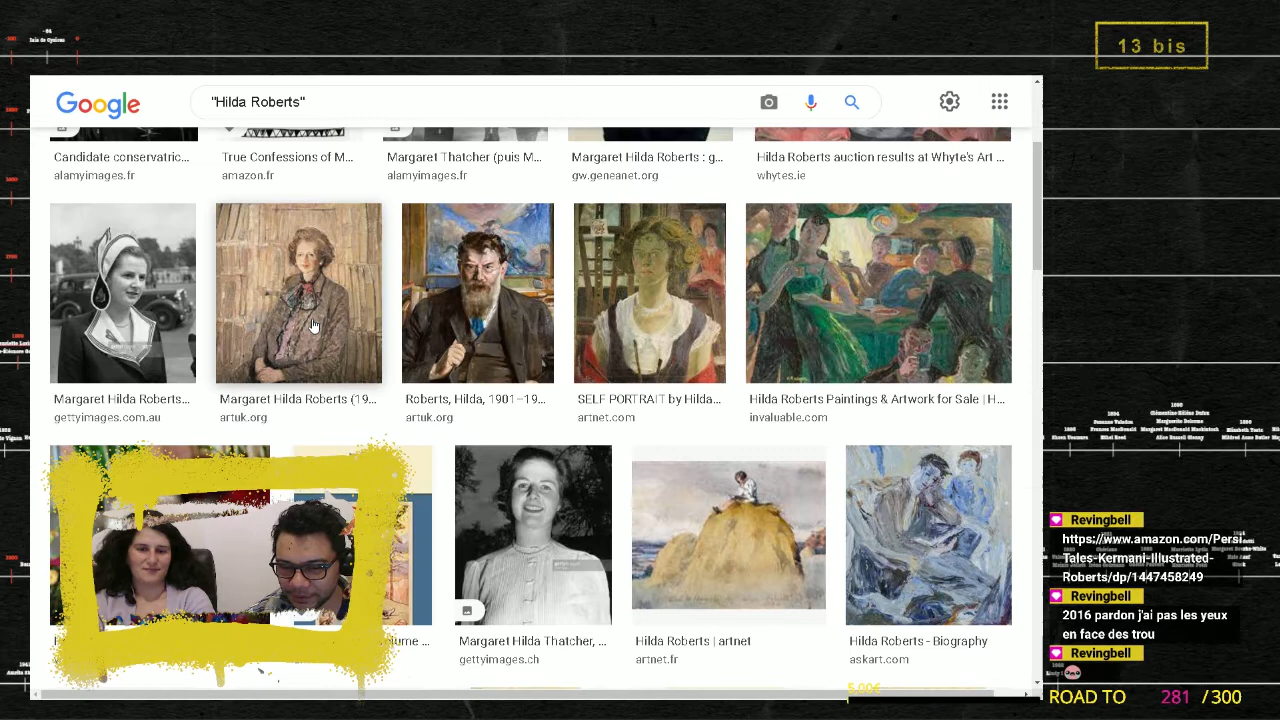 13 bis
Google
"Hilda Roberts"
Candidate conservatric...
alamyimages.fr
True Confessions of M...
amazon.fr
Margaret Thatcher (puis M...
alamyimages.fr
Margaret Hilda Roberts : g...
gw.geneanet.org
Hilda Roberts auction results at Whyte's Art ...
whytes.ie
Margaret Hilda Roberts...
gettyimages.com.au
Margaret Hilda Roberts (19...
artuk.org
Roberts, Hilda, 1901–19...
artuk.org
SELF PORTRAIT by Hilda...
artnet.com
Hilda Roberts Paintings & Artwork for Sale | H...
invaluable.com
Margaret Hilda Thatcher, ...
gettyimages.ch
Hilda Roberts | artnet
artnet.fr
Hilda Roberts - Biography
askart.com
Revingbell
https://www.amazon.com/Persi
Tales-Kermani-Illustrated-
Roberts/dp/1447458249
Revingbell
2016 pardon j'ai pas les yeux
en face des trou
Revingbell
5,00€
ROAD TO 281 / 300